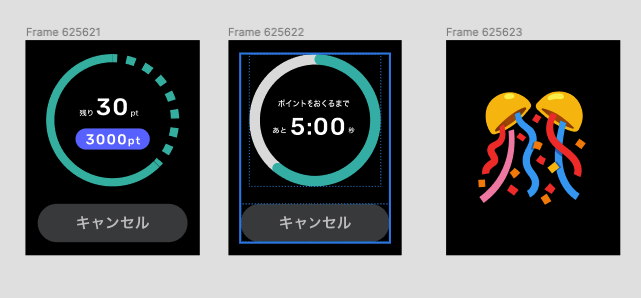 Frame 625621
残り 30 pt
3000pt
キャンセル
Frame 625622
ポイントをおくるまで
あと 5:00 秒
キャンセル
Frame 625623